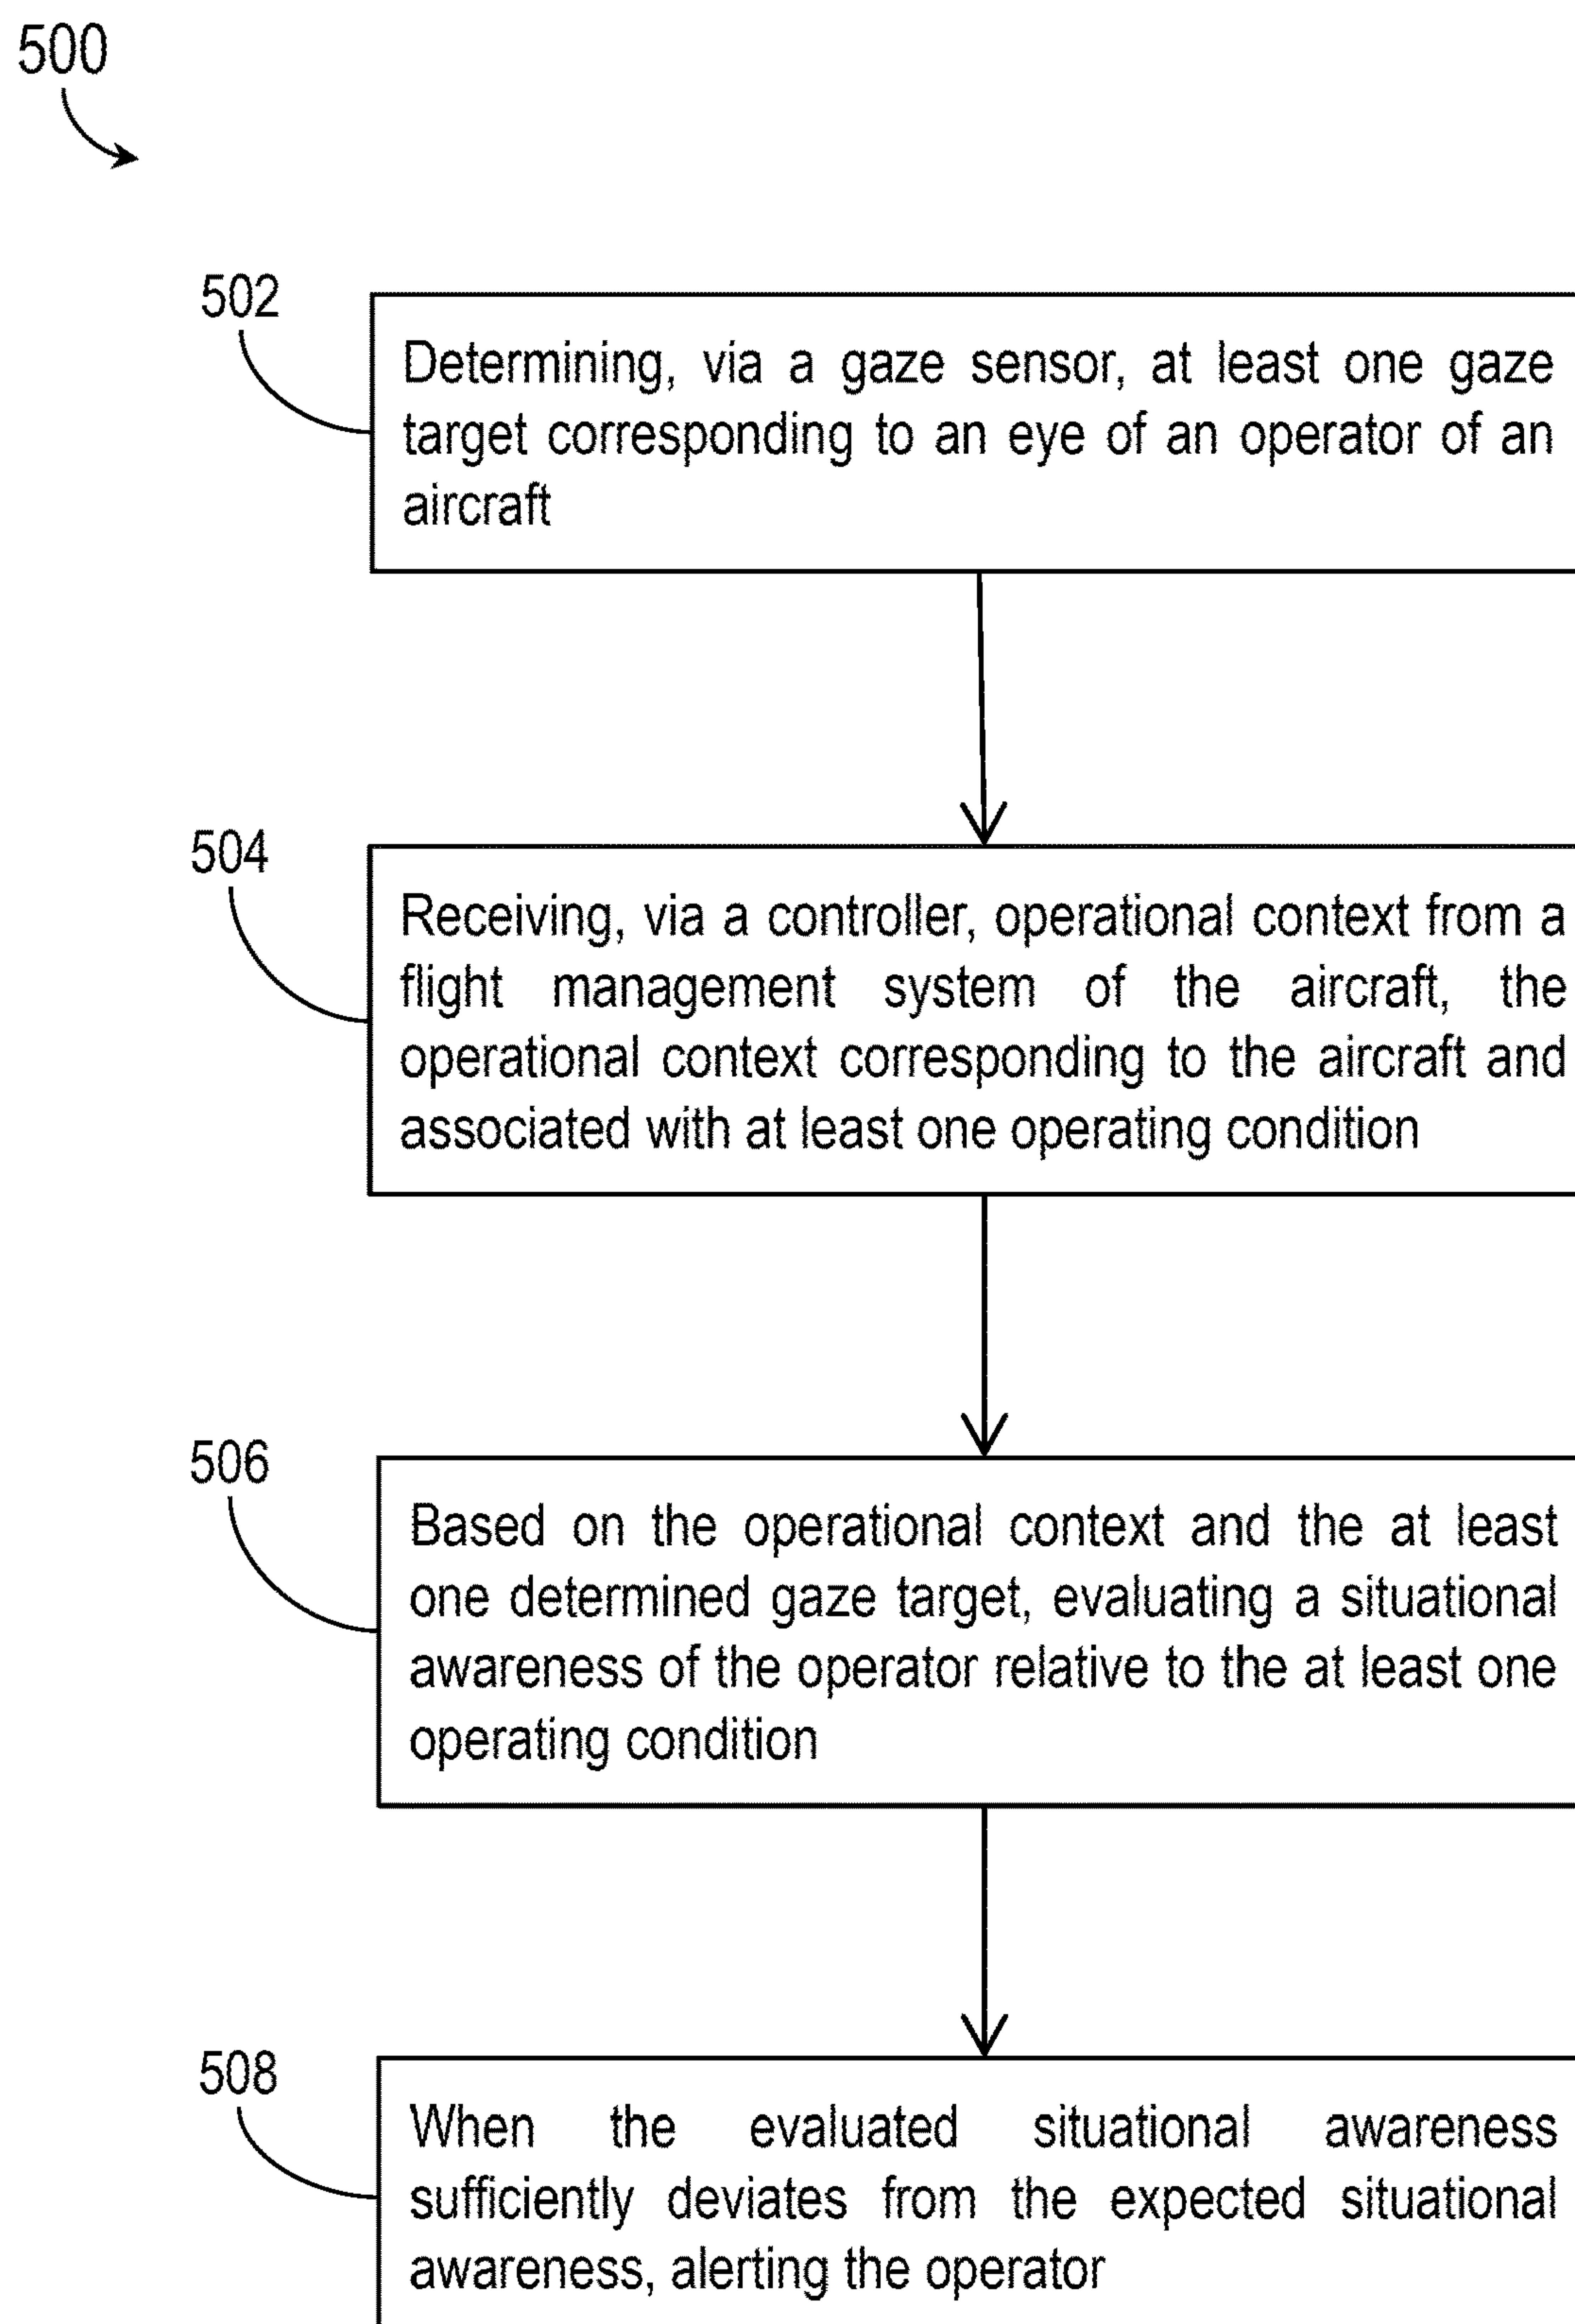 500
502
Determining, via a gaze sensor, at least one gaze
target corresponding to an eye of an operator of an
aircraft
504
Receiving, via a controller, operational context from a
flight management system of the aircraft, the
operational context corresponding to the aircraft and
associated with at least one operating condition
506
Based on the operational context and the at least
one determined gaze target, evaluating a situational
awareness of the operator relative to the at least one
operating condition
508
When the evaluated situational awareness
sufficiently deviates from the expected situational
awareness, alerting the operator